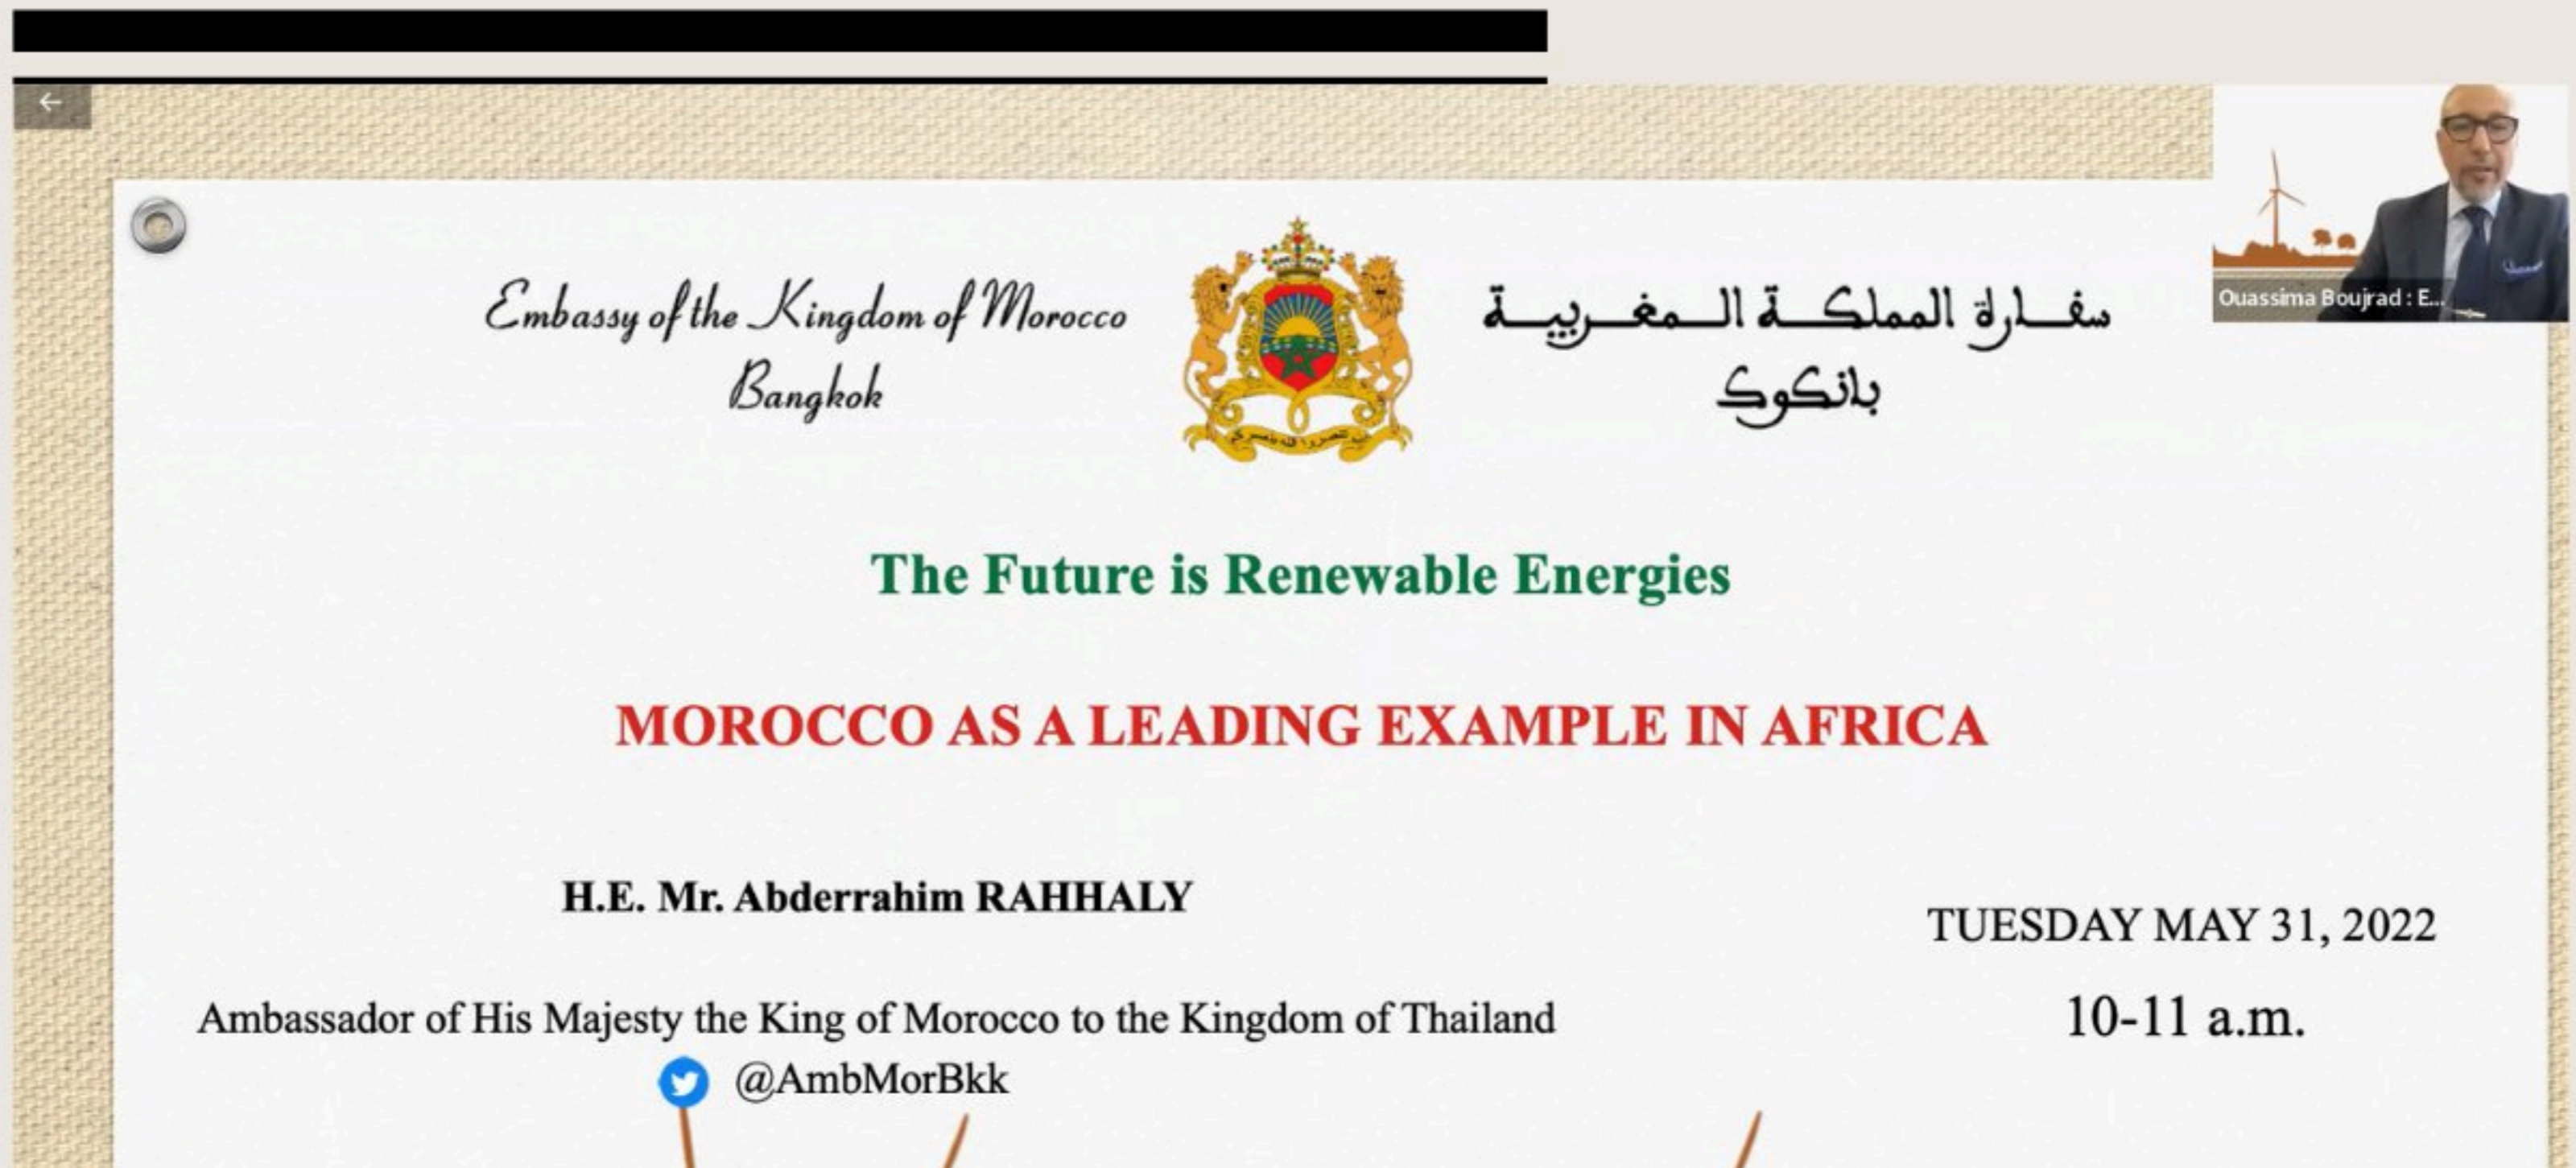 Ouassima Boujrad : E...
Embassy of the Kingdom of Morocco
Bangkok
سفارة المملكة المغربية
بانكوك
The Future is Renewable Energies
MOROCCO AS A LEADING EXAMPLE IN AFRICA
H.E. Mr. Abderrahim RAHHALY
TUESDAY MAY 31, 2022
Ambassador of His Majesty the King of Morocco to the Kingdom of Thailand
10-11 a.m.
@AmbMorBkk